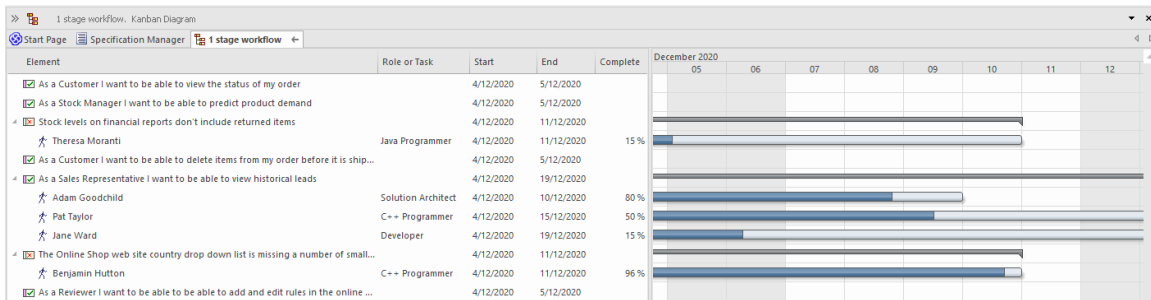 1 stage workflow. Kanban Diagram
Start Page Specification Manager 1 stage workflow
Element Role or Task Start End Complete December 2020
05 06 07 08 09 10 11 12
As a Customer I want to be able to view the status of my order 4/12/2020 5/12/2020
As a Stock Manager I want to be able to predict product demand 4/12/2020 5/12/2020
Stock levels on financial reports don't include returned items 4/12/2020 11/12/2020
Theresa Moranti Java Programmer 4/12/2020 11/12/2020 15 %
As a Customer I want to be able to delete items from my order before it is ship... 4/12/2020 5/12/2020
As a Sales Representative I want to be able to view historical leads 4/12/2020 19/12/2020
Adam Goodchild Solution Architect 4/12/2020 10/12/2020 80 %
Pat Taylor C++ Programmer 4/12/2020 15/12/2020 50 %
Jane Ward Developer 4/12/2020 19/12/2020 15 %
The Online Shop web site country drop down list is missing a number of small... 4/12/2020 11/12/2020
Benjamin Hutton C++ Programmer 4/12/2020 11/12/2020 96 %
As a Reviewer I want to be able to be able to add and edit rules in the online ... 4/12/2020 5/12/2020